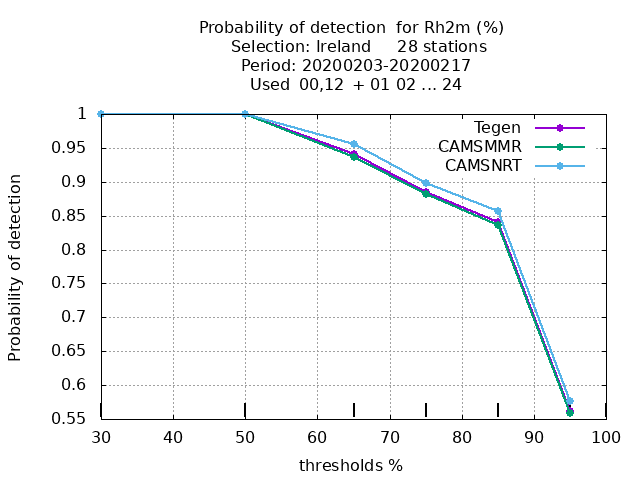 Probability of detection  for Rh2m (%)
Selection: Ireland     28 stations
Period: 20200203-20200217
Used  00,12  + 01 02 ... 24
Tegen
CAMSMMR
CAMSNRT
1
0.95
0.9
0.85
0.8
0.75
0.7
0.65
0.6
0.55
Probability of detection
30 40 50 60 70 80 90 100
thresholds %